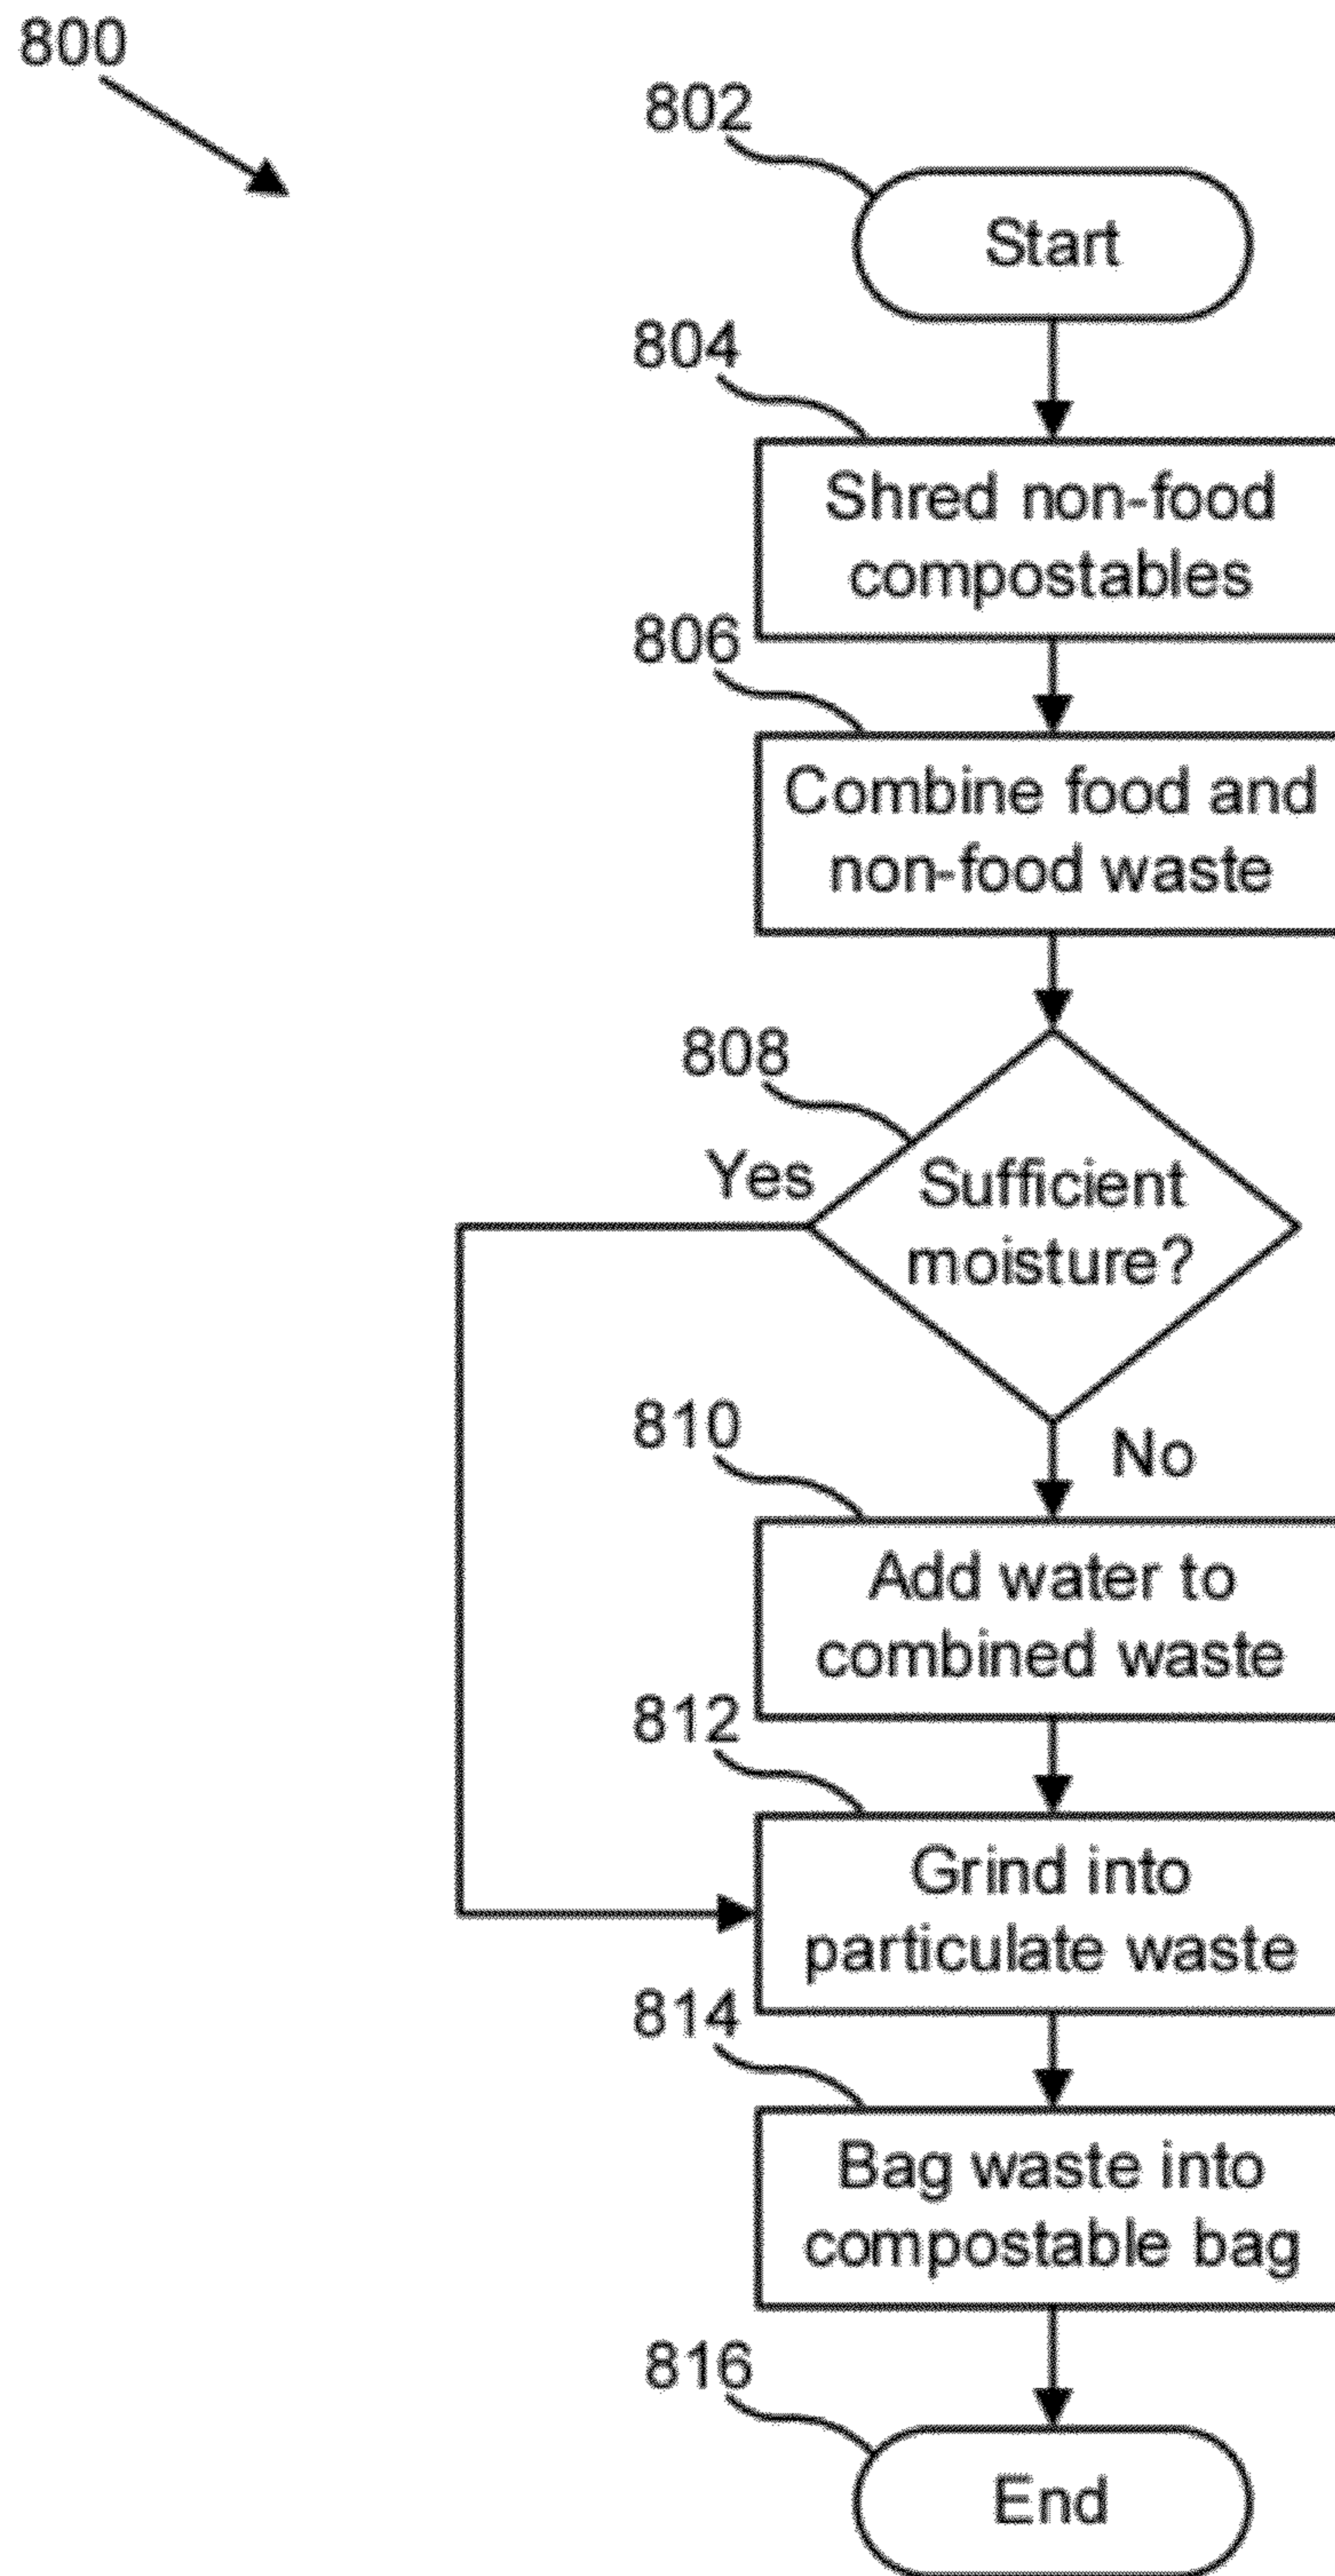 800
802
Start
804
Shred non-food
compostables
806
Combine food and
non-food waste
808
Yes
Sufficient
moisture?
810
No
Add water to
combined waste
812
Grind into
particulate waste
814
Bag waste into
compostable bag
816
End